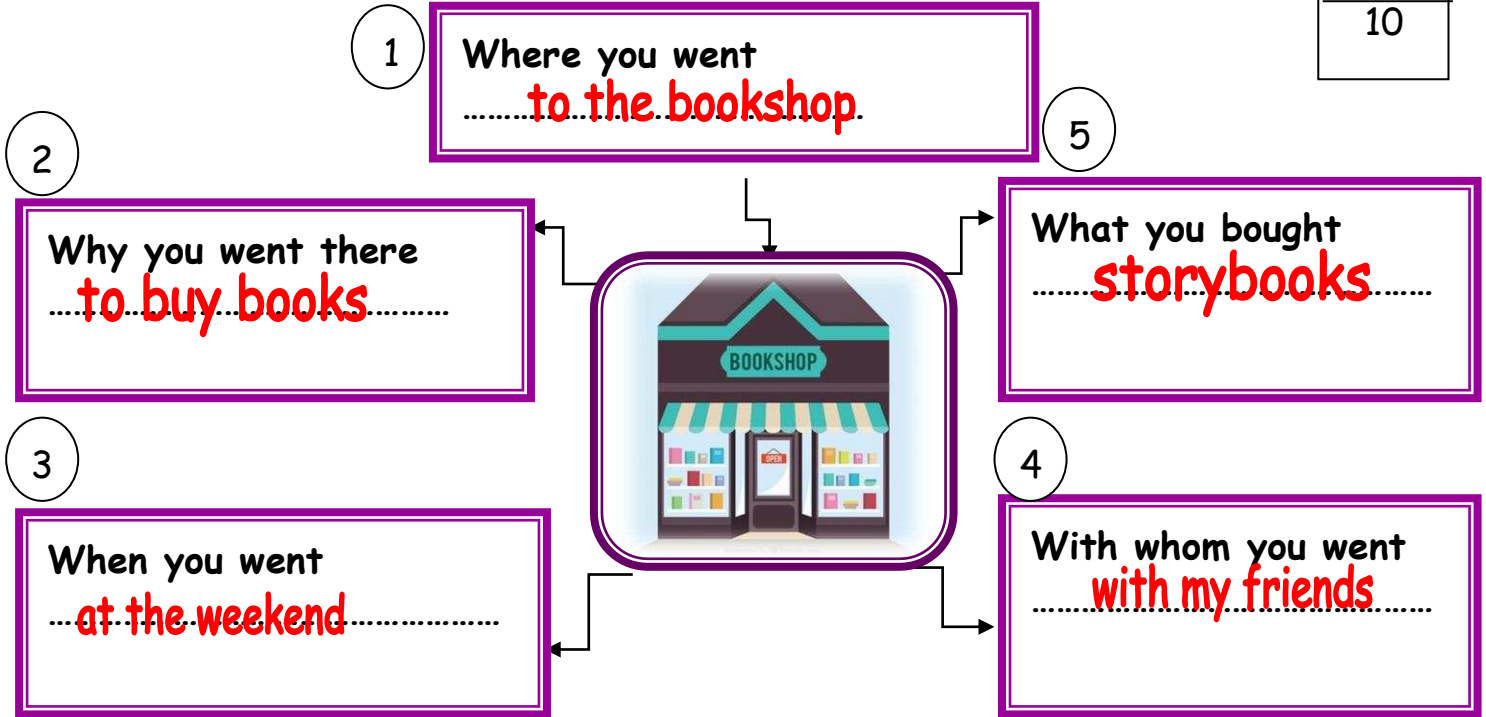 10
1
Where you went
......to the bookshop
2
Why you went there
...to buy books..........
5
What you bought
......storybooks......
BOOKSHOP
OPEN
3
When you went
...at the weekend...............
4
With whom you went
......with my friends......